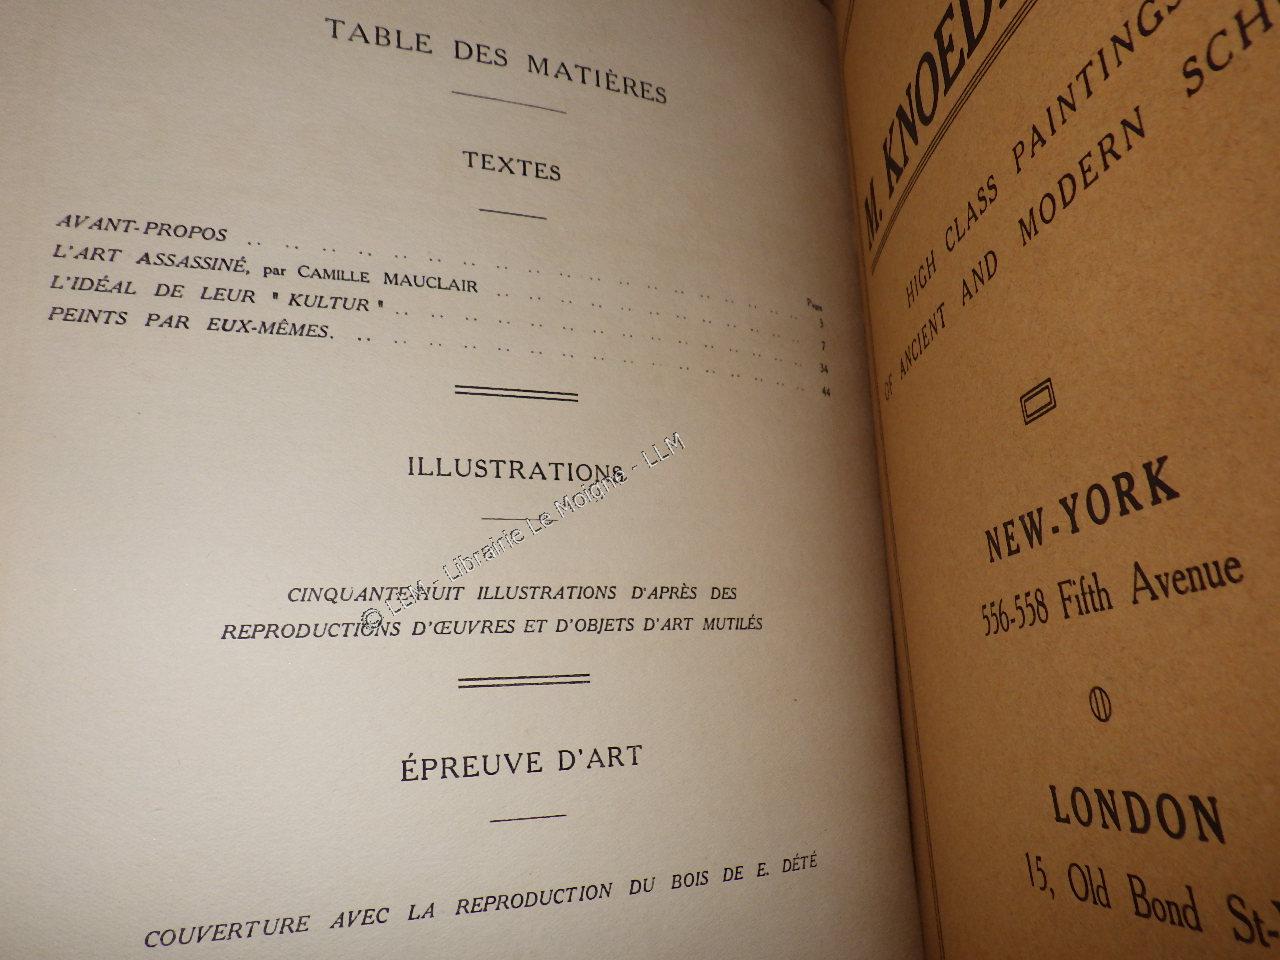 TABLE DES MATIÈRES
TEXTES
Pages
AVANT-PROPOS .. .. .. .. .. .. .. .. .. .. .. .. .. .. .. .. 3
L'ART ASSASSINÉ, par CAMILLE MAUCLAIR .. .. .. .. .. .. .. .. .. .. 7
L'IDÉAL DE LEUR " KULTUR " .. .. .. .. .. .. .. .. .. .. .. .. 34
PEINTS PAR EUX-MÊMES. .. .. .. .. .. .. .. .. .. .. .. .. .. .. 44
ILLUSTRATIONS
CINQUANTE-HUIT ILLUSTRATIONS D'APRÈS DES
REPRODUCTIONS D'ŒUVRES ET D'OBJETS D'ART MUTILÉS
ÉPREUVE D'ART
COUVERTURE AVEC LA REPRODUCTION DU BOIS DE E. DÉTÉ
© LLM - Librairie Le Moigne - LLM
M. KNOED
HIGH CLASS PAINTINGS
OF ANCIENT AND MODERN SCH
NEW-YORK
556-558 Fifth Avenue
LONDON
15, Old Bond St-